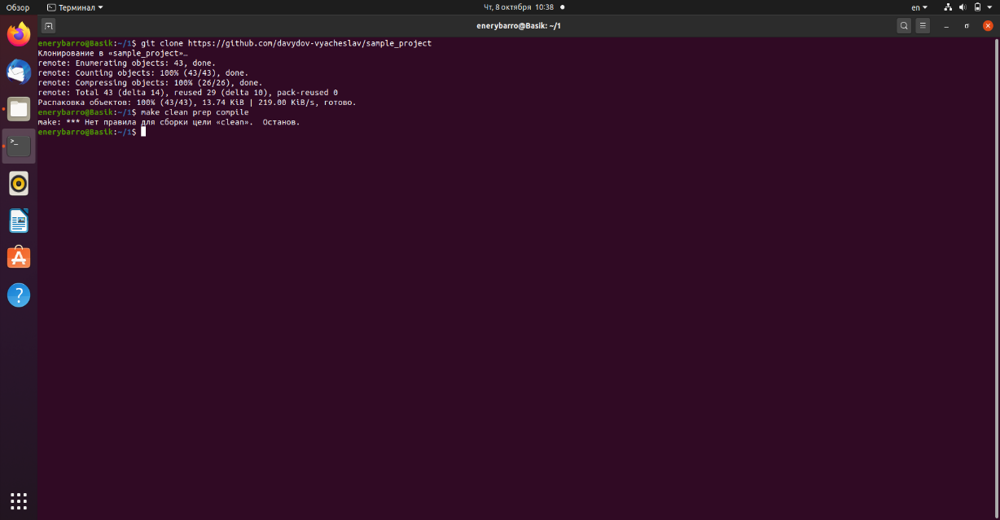 Обзор
Терминал
Чт, 8 октября 10:38
en
enerybarro@Basik: ~/1
enerybarro@Basik:~/1$ git clone https://github.com/davydov-vyacheslav/sample_project
Клонирование в «sample_project»…
remote: Enumerating objects: 43, done.
remote: Counting objects: 100% (43/43), done.
remote: Compressing objects: 100% (26/26), done.
remote: Total 43 (delta 14), reused 29 (delta 10), pack-reused 0
Распаковка объектов: 100% (43/43), 13.74 KiB | 219.00 KiB/s, готово.
enerybarro@Basik:~/1$ make clean prep compile
make: *** Нет правила для сборки цели «clean».  Останов.
enerybarro@Basik:~/1$